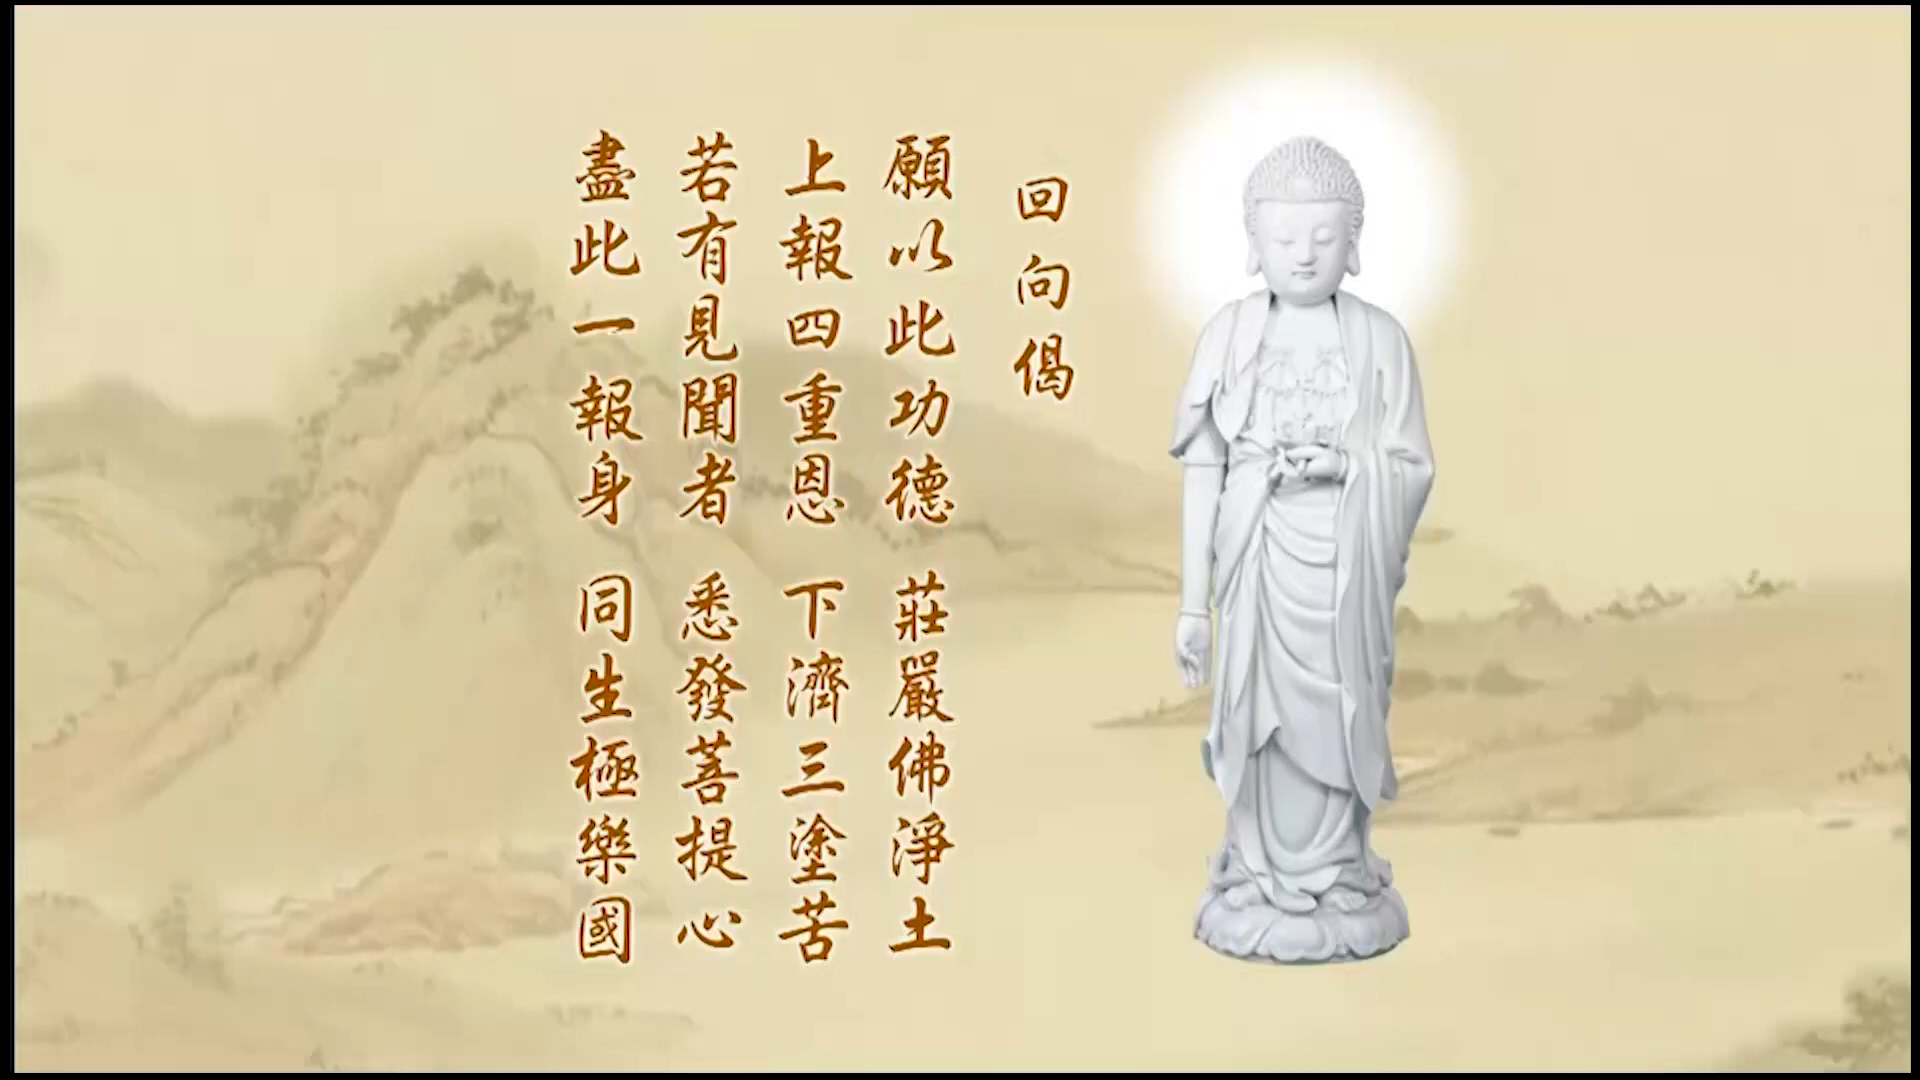 回向偈
願以此功德 莊嚴佛淨土
上報四重恩 下濟三塗苦
若有見聞者 悉發菩提心
盡此一報身 同生極樂國